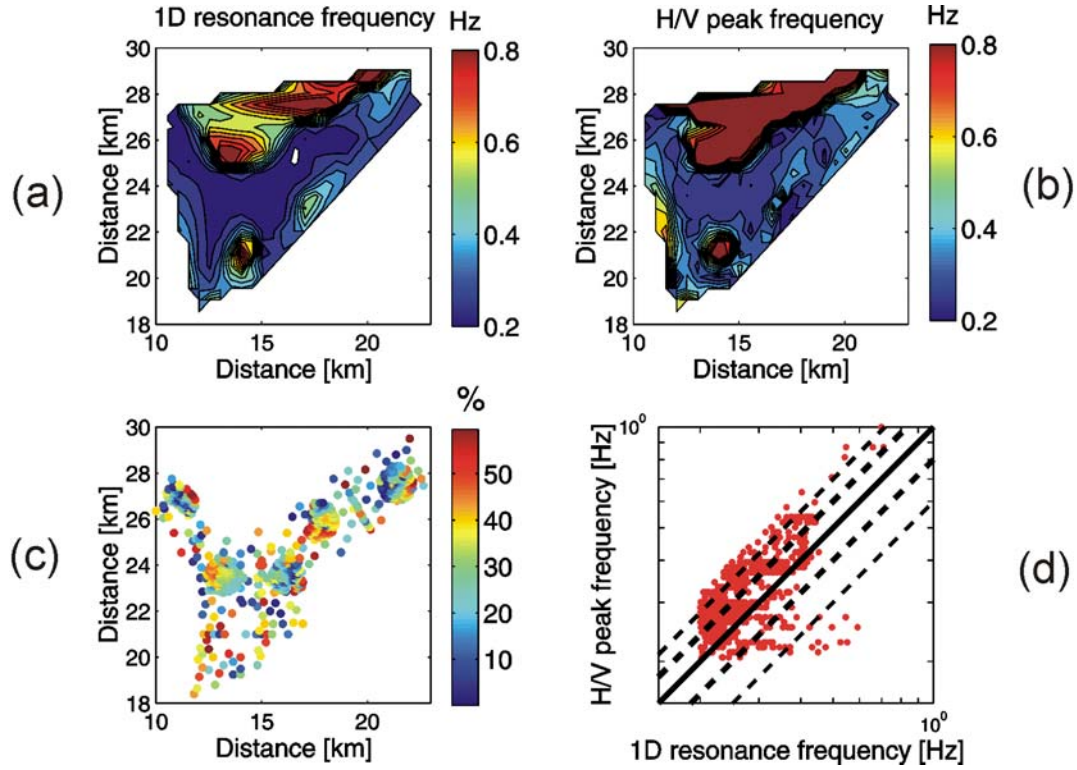 1D resonance frequency
Hz
30
28
26
24
22
20
18
10
15
20
0.8
0.6
0.4
0.2
Distance [km]
Distance [km]
(a)
H/V peak frequency
Hz
30
28
26
24
22
20
18
10
15
20
0.8
0.6
0.4
0.2
Distance [km]
Distance [km]
(b)
%
30
28
26
24
22
20
18
10
15
20
50
40
30
20
10
Distance [km]
Distance [km]
(c)
10⁰
H/V peak frequency [Hz]
10⁰
1D resonance frequency [Hz]
(d)